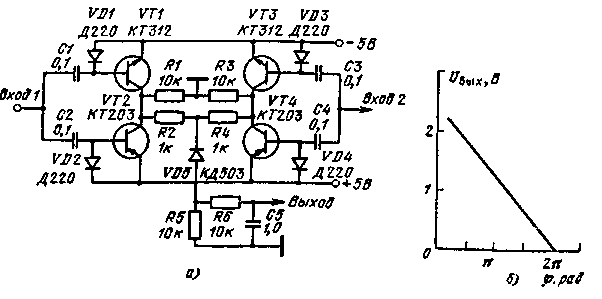 VD1 VT1 VT3 VD3
Д220 КТ312 КТ312 Д220
- 5В
C1 0,1
R1 10к
R3 10к
C3 0,1
Вход 1
Вход 2
C2 0,1
VT2 КТ203
VT4 КТ203
C4 0,1
R2 1к
R4 1к
VD2 Д220
VD5 КД503
VD4 Д220
+ 5В
Выход
R5 10к
R6 10к
C5 1,0
а)
Uвых, В
2
1
0
π
2π
φ, рад
б)